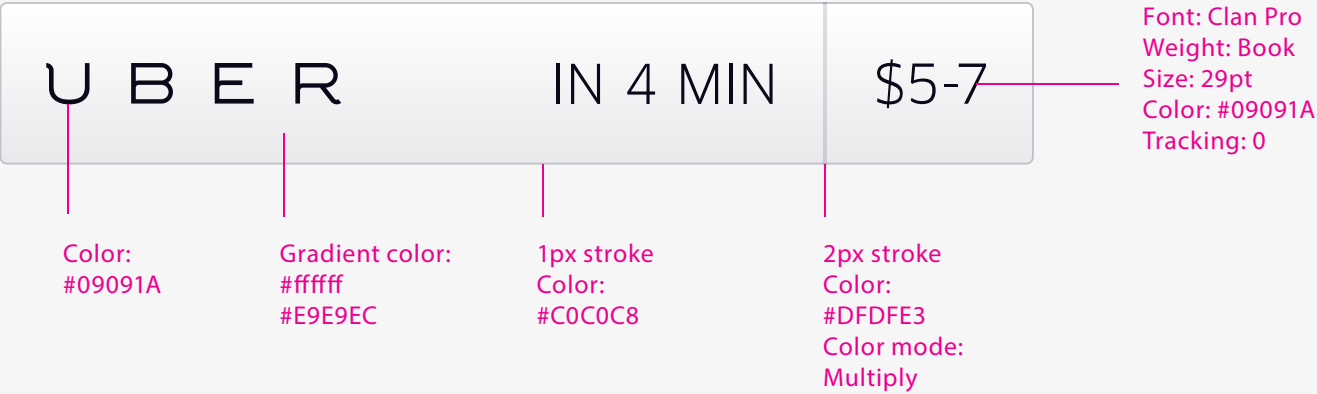 UBER IN 4 MIN $5-7
Font: Clan Pro
Weight: Book
Size: 29pt
Color: #09091A
Tracking: 0
Color:
#09091A
Gradient color:
#ffffff
#E9E9EC
1px stroke
Color:
#C0C0C8
2px stroke
Color:
#DFDFE3
Color mode:
Multiply